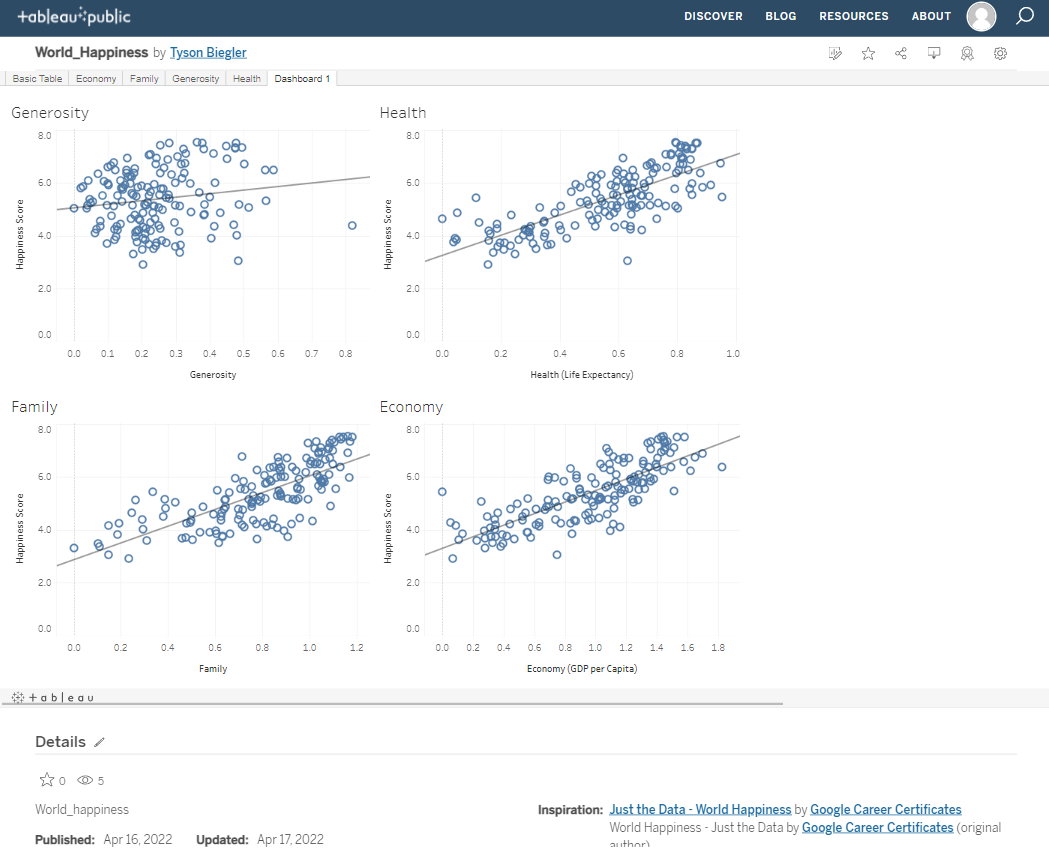 +ableau public
DISCOVER BLOG RESOURCES ABOUT
World_Happiness by Tyson Biegler
Basic Table Economy Family Generosity Health Dashboard 1
Generosity
8.0
6.0
4.0
2.0
0.0
Happiness Score
0.0 0.1 0.2 0.3 0.4 0.5 0.6 0.7 0.8
Generosity
Health
8.0
6.0
4.0
2.0
0.0
Happiness Score
0.0 0.2 0.4 0.6 0.8 1.0
Health (Life Expectancy)
Family
8.0
6.0
4.0
2.0
0.0
Happiness Score
0.0 0.2 0.4 0.6 0.8 1.0 1.2
Family
Economy
8.0
6.0
4.0
2.0
0.0
Happiness Score
0.0 0.2 0.4 0.6 0.8 1.0 1.2 1.4 1.6 1.8
Economy (GDP per Capita)
+ a b | e a u
Details
0 5
World_happiness
Published: Apr 16, 2022 Updated: Apr 17, 2022
Inspiration: Just the Data - World Happiness by Google Career Certificates
World Happiness - Just the Data by Google Career Certificates (original
author)